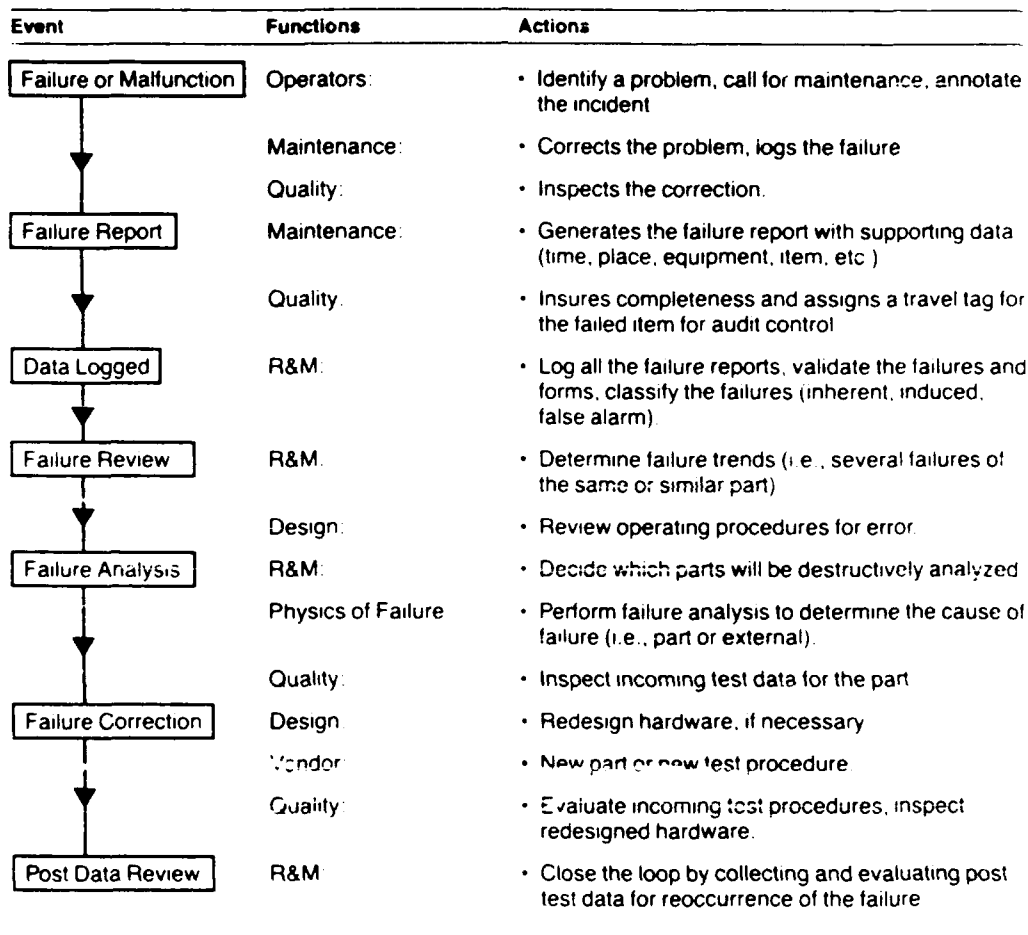 Event Functions Actions
Failure or Malfunction Operators: • Identify a problem, call for maintenance, annotate
the incident
Maintenance: • Corrects the problem, logs the failure
Quality: • Inspects the correction.
Failure Report Maintenance: • Generates the failure report with supporting data
(time, place, equipment, item, etc.)
Quality. • Insures completeness and assigns a travel tag for
the failed item for audit control
Data Logged R&M: • Log all the failure reports, validate the failures and
forms, classify the failures (inherent, induced,
false alarm).
Failure Review R&M. • Determine failure trends (i.e., several failures of
the same or similar part)
Design: • Review operating procedures for error.
Failure Analysis R&M: • Decide which parts will be destructively analyzed
Physics of Failure • Perform failure analysis to determine the cause of
failure (i.e., part or external).
Quality: • Inspect incoming test data for the part
Failure Correction Design • Redesign hardware, if necessary
Vendor: • New part or new test procedure.
Quality: • Evaluate incoming test procedures, inspect
redesigned hardware.
Post Data Review R&M • Close the loop by collecting and evaluating post
test data for reoccurrence of the failure